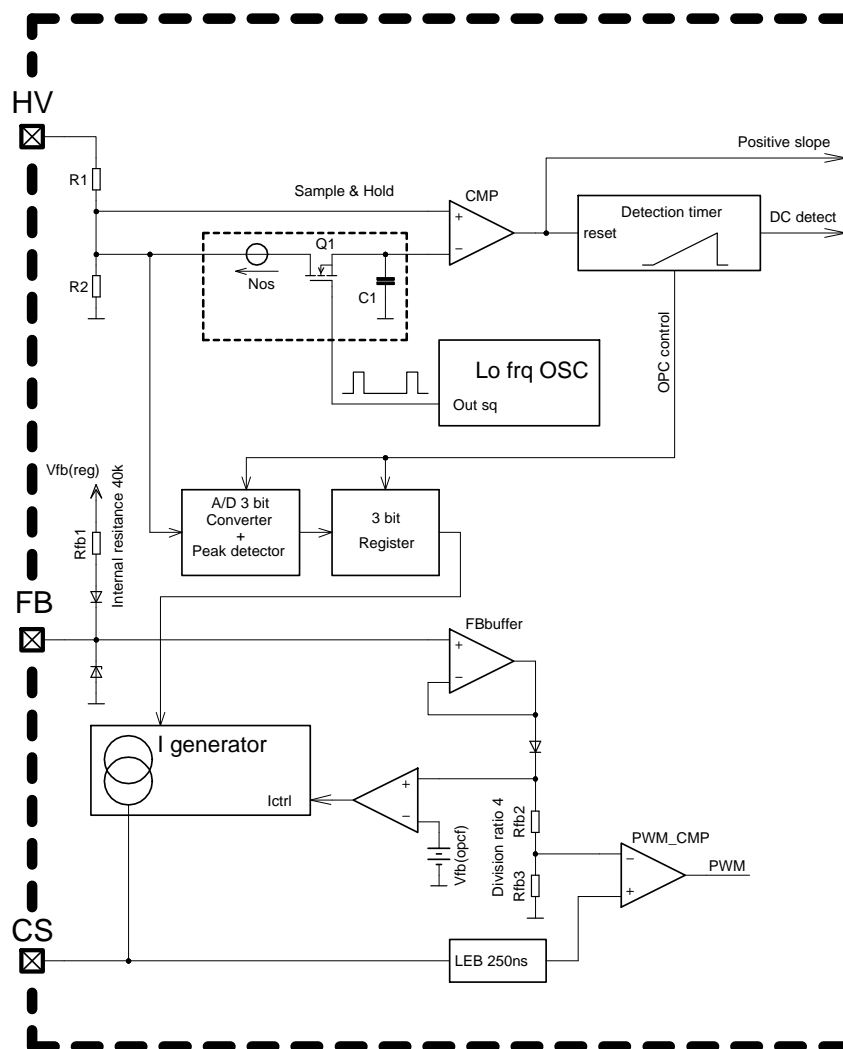 HV
Positive slope
R1
Sample & Hold
CMP
Detection timer
DC detect
reset
Q1
R2
Nos
C1
OPC control
Lo frq OSC
Out sq
Vfb(reg)
Internal resitance 40k
Rfb1
A/D 3 bit
Converter
+
Peak detector
3 bit
Register
FB
FBbuffer
+
−
I generator
Ictrl
+
−
Vfb(opcf)
Division ratio 4
Rfb2
Rfb3
PWM_CMP
−
+
PWM
CS
LEB 250ns
+
−